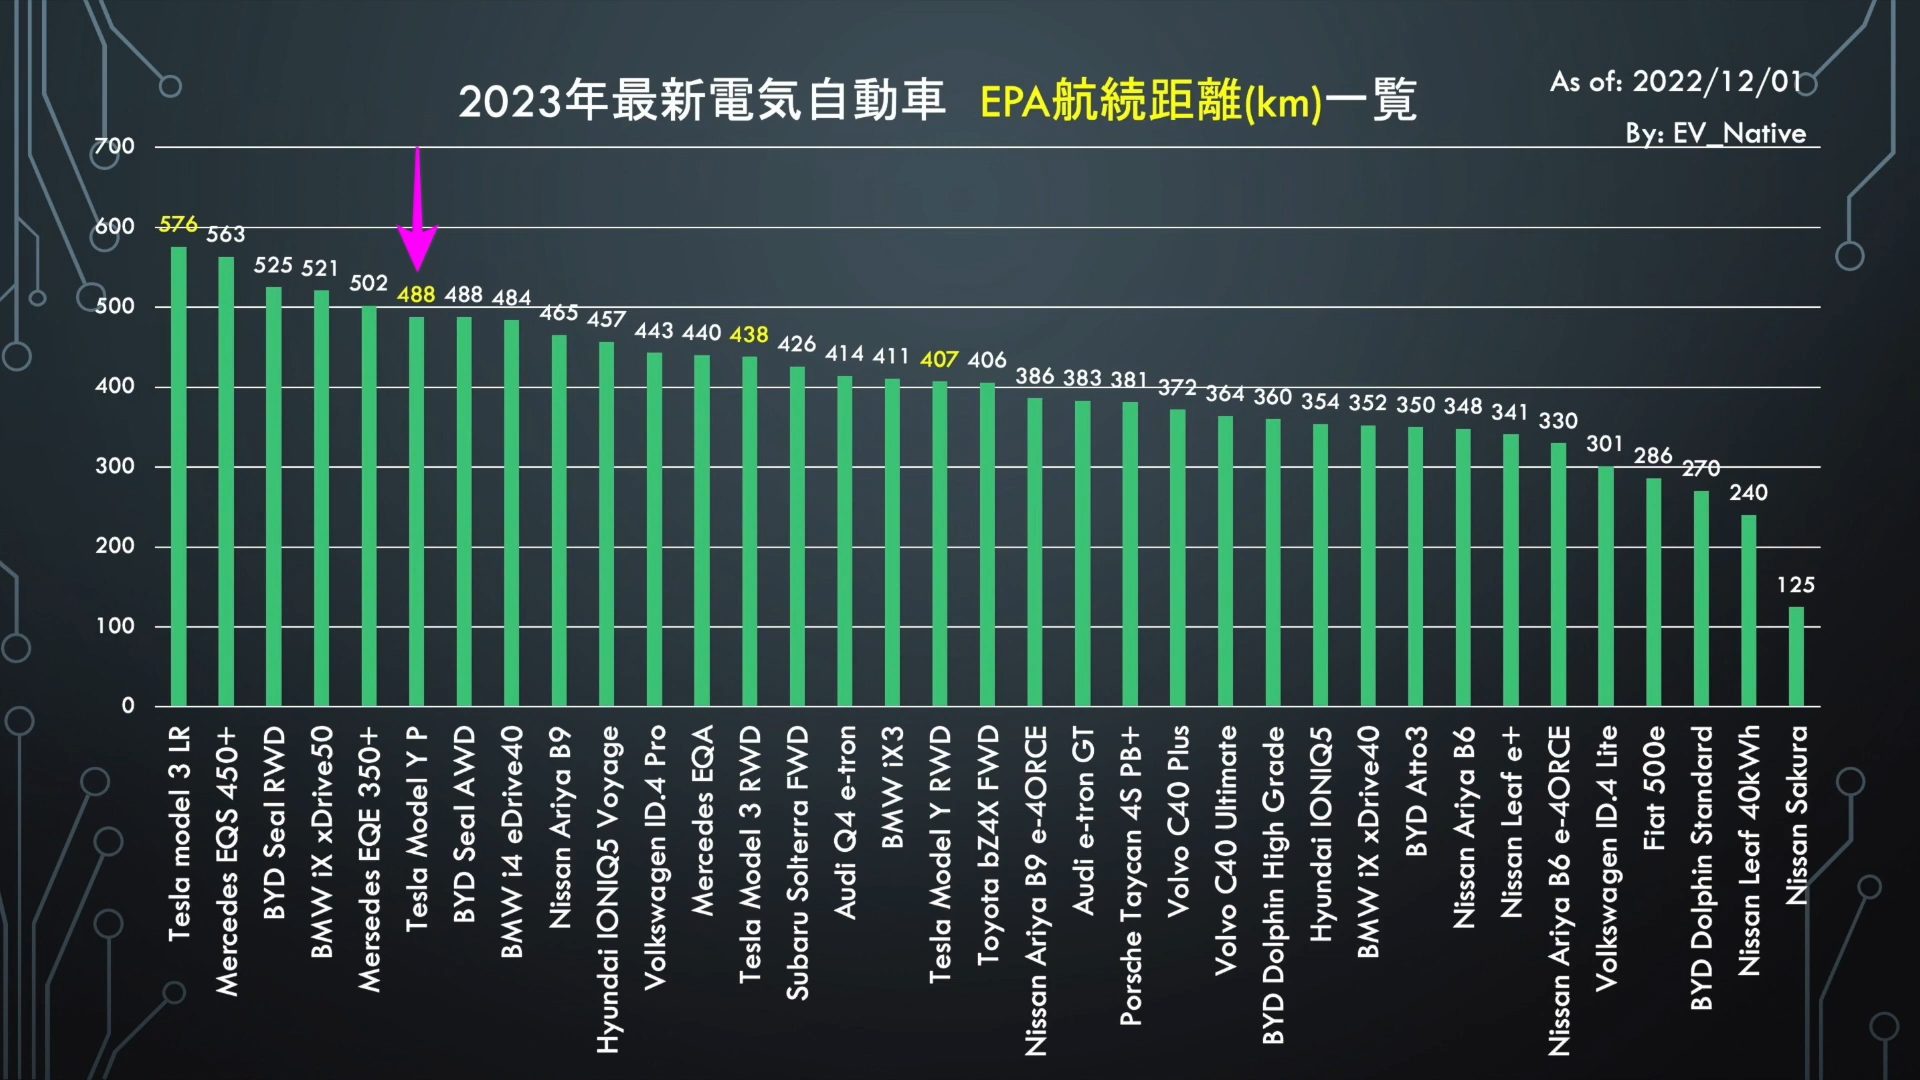 2023年最新電気自動車 EPA航続距離(km)一覧
As of: 2022/12/01
By: EV_Native
700
600
500
400
300
200
100
0
576
563
525
521
502
488
488
484
465
457
443
440
438
426
414
411
407
406
386
383
381
372
364
360
354
352
350
348
341
330
301
286
270
240
125
Tesla model 3 LR
Mercedes EQS 450+
BYD Seal RWD
BMW iX xDrive50
Mersedes EQE 350+
Tesla Model Y P
BYD Seal AWD
BMW i4 eDrive40
Nissan Ariya B9
Hyundai IONIQ5 Voyage
Volkswagen ID.4 Pro
Mercedes EQA
Tesla Model 3 RWD
Subaru Solterra FWD
Audi Q4 e-tron
BMW iX3
Tesla Model Y RWD
Toyota bZ4X FWD
Nissan Ariya B9 e-4ORCE
Audi e-tron GT
Porsche Taycan 4S PB+
Volvo C40 Plus
Volvo C40 Ultimate
BYD Dolphin High Grade
Hyundai IONIQ5
BMW iX xDrive40
BYD Atto3
Nissan Ariya B6
Nissan Leaf e+
Nissan Ariya B6 e-4ORCE
Volkswagen ID.4 Lite
Fiat 500e
BYD Dolphin Standard
Nissan Leaf 40kWh
Nissan Sakura